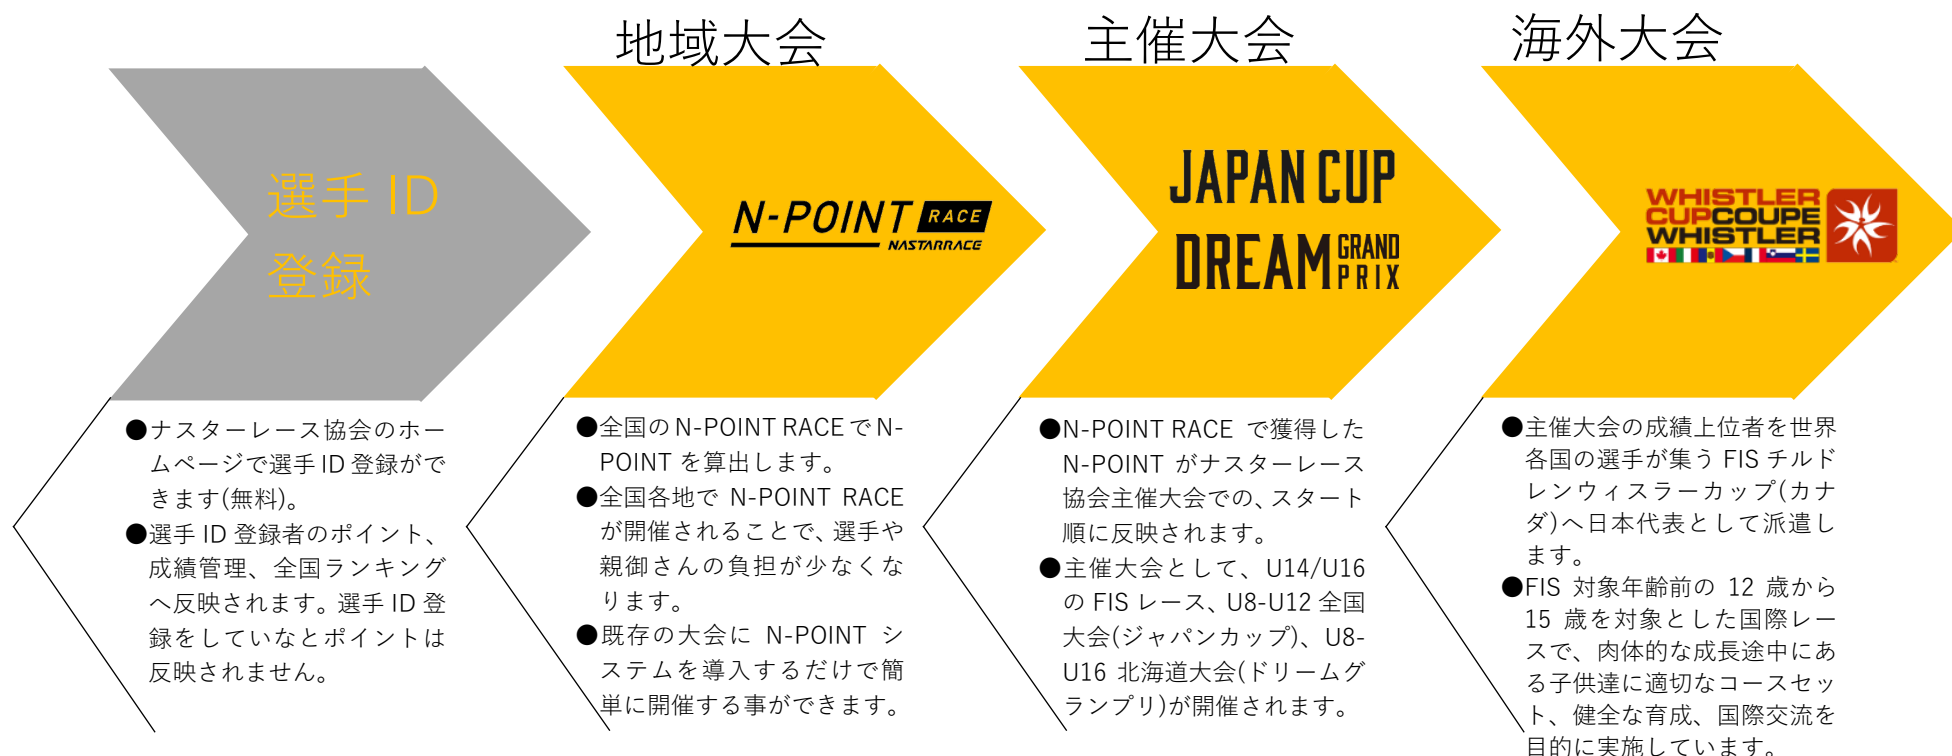 地域大会
主催大会
海外大会
選手 ID
登録
N-POINT RACE
NASTARRACE
JAPAN CUP
DREAM GRAND PRIX
WHISTLER
CUPCOUPE
WHISTLER
●ナスターレース協会のホー
ムページで選手 ID 登録がで
きます(無料)。
●選手 ID 登録者のポイント、
成績管理、全国ランキング
へ反映されます。選手 ID 登
録をしていなとポイントは
反映されません。
●全国の N-POINT RACE で N-
POINT を算出します。
●全国各地で N-POINT RACE
が開催されることで、選手や
親御さんの負担が少なくな
ります。
●既存の大会に N-POINT シ
ステムを導入するだけで簡
単に開催する事ができます。
●N-POINT RACE で獲得した
N-POINT がナスターレース
協会主催大会での、スタート
順に反映されます。
●主催大会として、U14/U16
の FIS レース、U8-U12 全国
大会(ジャパンカップ)、U8-
U16 北海道大会(ドリームグ
ランプリ)が開催されます。
●主催大会の成績上位者を世界
各国の選手が集う FIS チルド
レンウィスラーカップ(カナ
ダ)へ日本代表として派遣し
ます。
●FIS 対象年齢前の 12 歳から
15 歳を対象とした国際レー
スで、肉体的な成長途中にあ
る子供達に適切なコースセッ
ト、健全な育成、国際交流を
目的に実施しています。